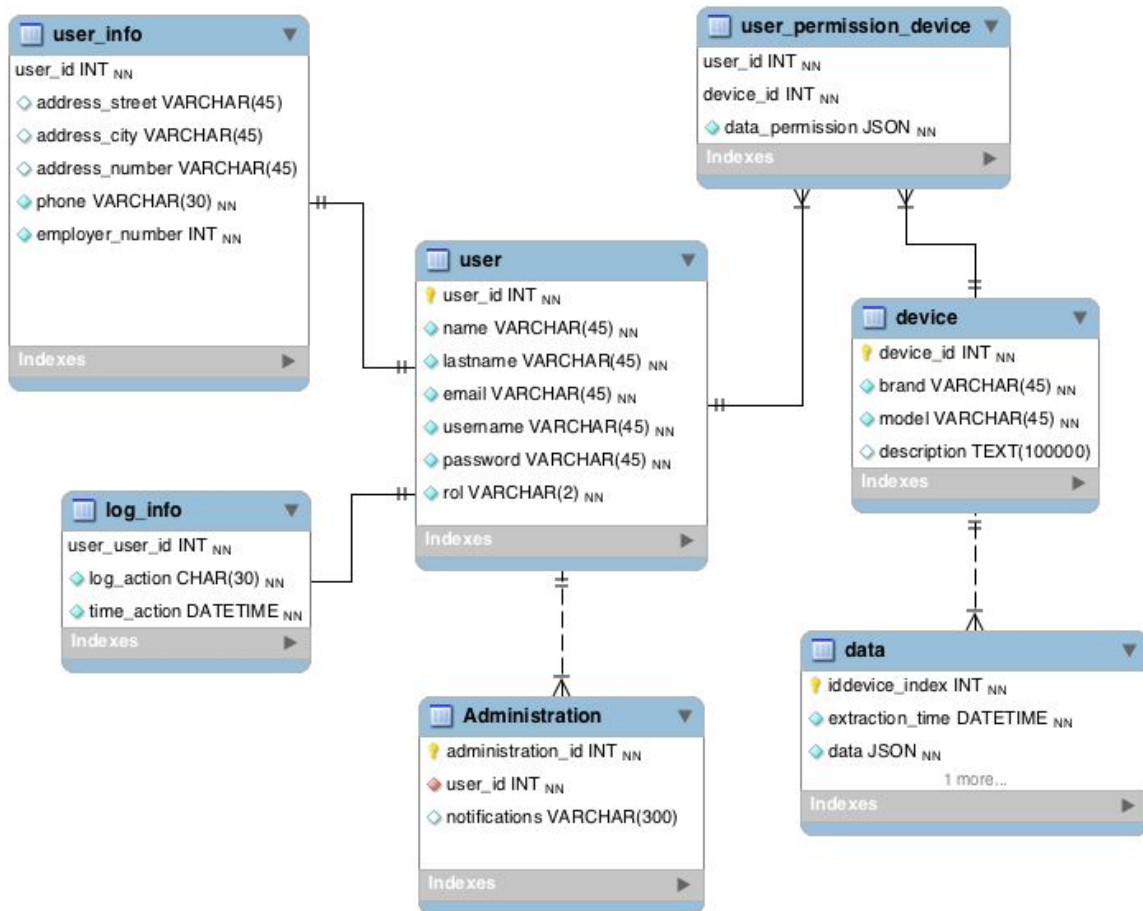 user_info
user_id INT NN
address_street VARCHAR(45)
address_city VARCHAR(45)
address_number VARCHAR(45)
phone VARCHAR(30) NN
employer_number INT NN
Indexes
user_permission_device
user_id INT NN
device_id INT NN
data_permission JSON NN
Indexes
user
user_id INT NN
name VARCHAR(45) NN
lastname VARCHAR(45) NN
email VARCHAR(45) NN
username VARCHAR(45) NN
password VARCHAR(45) NN
rol VARCHAR(2) NN
Indexes
device
device_id INT NN
brand VARCHAR(45) NN
model VARCHAR(45) NN
description TEXT(100000)
Indexes
log_info
user_user_id INT NN
log_action CHAR(30) NN
time_action DATETIME NN
Indexes
data
iddevice_index INT NN
extraction_time DATETIME NN
data JSON NN
1 more...
Indexes
Administration
administration_id INT NN
user_id INT NN
notifications VARCHAR(300)
Indexes